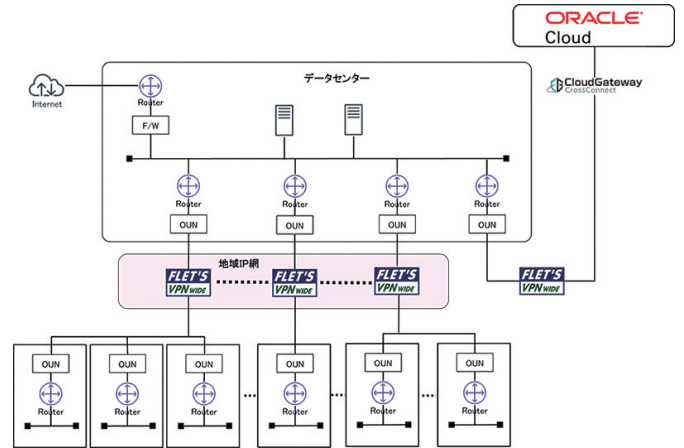 ORACLE
Cloud
データセンター
Internet
Router
CloudGateway
CrossConnect
F/W
Router
Router
Router
Router
OUN
OUN
OUN
OUN
地域IP網
FLET'S
VPN WIDE
FLET'S
VPN WIDE
FLET'S
VPN WIDE
FLET'S
VPN WIDE
OUN
OUN
OUN
OUN
OUN
OUN
Router
Router
Router
Router
Router
Router